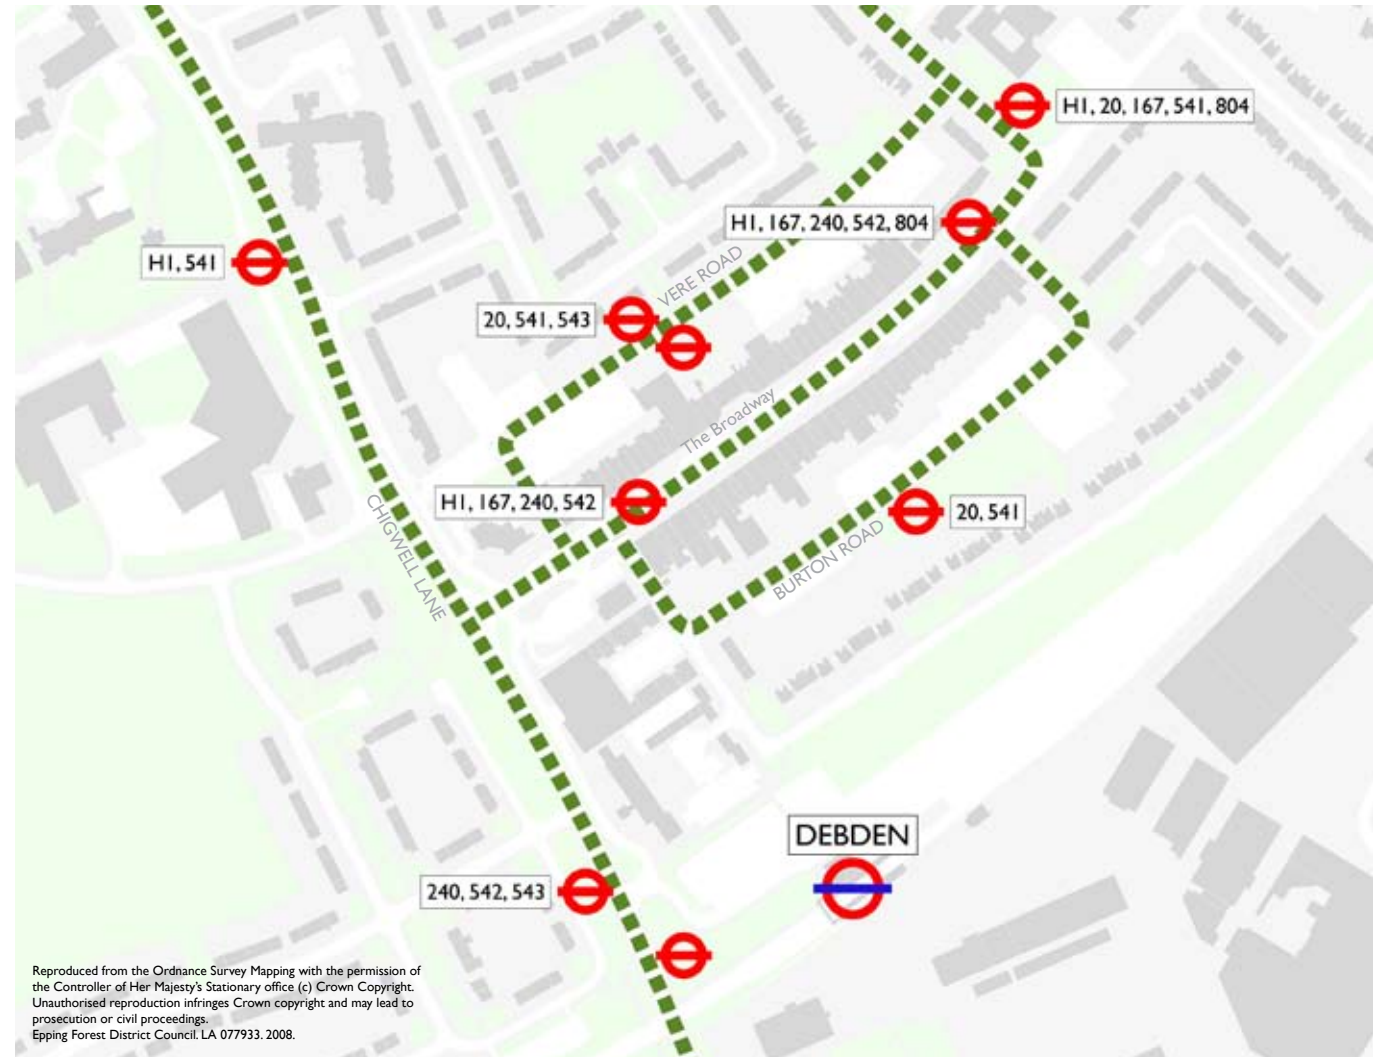 H1, 20, 167, 541, 804
H1, 167, 240, 542, 804
H1, 541
VERE ROAD
20, 541, 543
The Broadway
H1, 167, 240, 542
CHIGWELL LANE
20, 541
BURTON ROAD
DEBDEN
240, 542, 543
Reproduced from the Ordnance Survey Mapping with the permission of
the Controller of Her Majesty's Stationary office (c) Crown Copyright.
Unauthorised reproduction infringes Crown copyright and may lead to
prosecution or civil proceedings.
Epping Forest District Council. LA 077933. 2008.